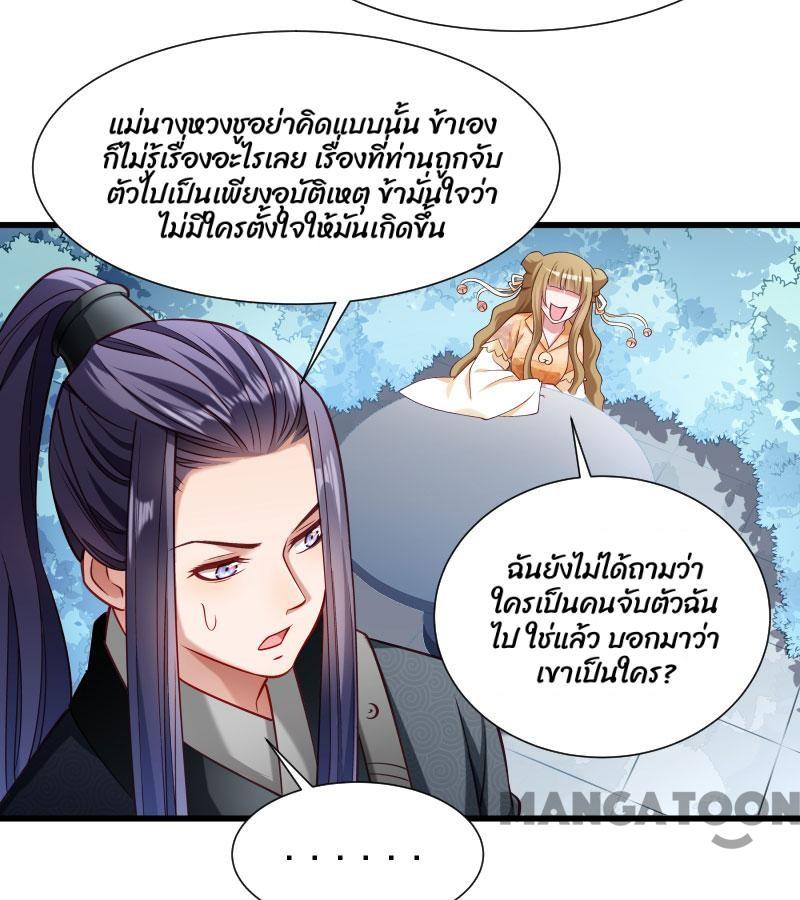 แม่นางหวงชูอย่าคิดแบบนั้น ข้าเอง
ก็ไม่รู้เรื่องอะไรเลย เรื่องที่ท่านถูกจับ
ตัวไปเป็นเพียงอุบัติเหตุ ข้ามั่นใจว่า
ไม่มีใครตั้งใจให้มันเกิดขึ้น
ฉันยังไม่ได้ถามว่า
ใครเป็นคนจับตัวฉัน
ไป ใช่แล้ว บอกมาว่า
เขาเป็นใคร?
MANGATOON
......